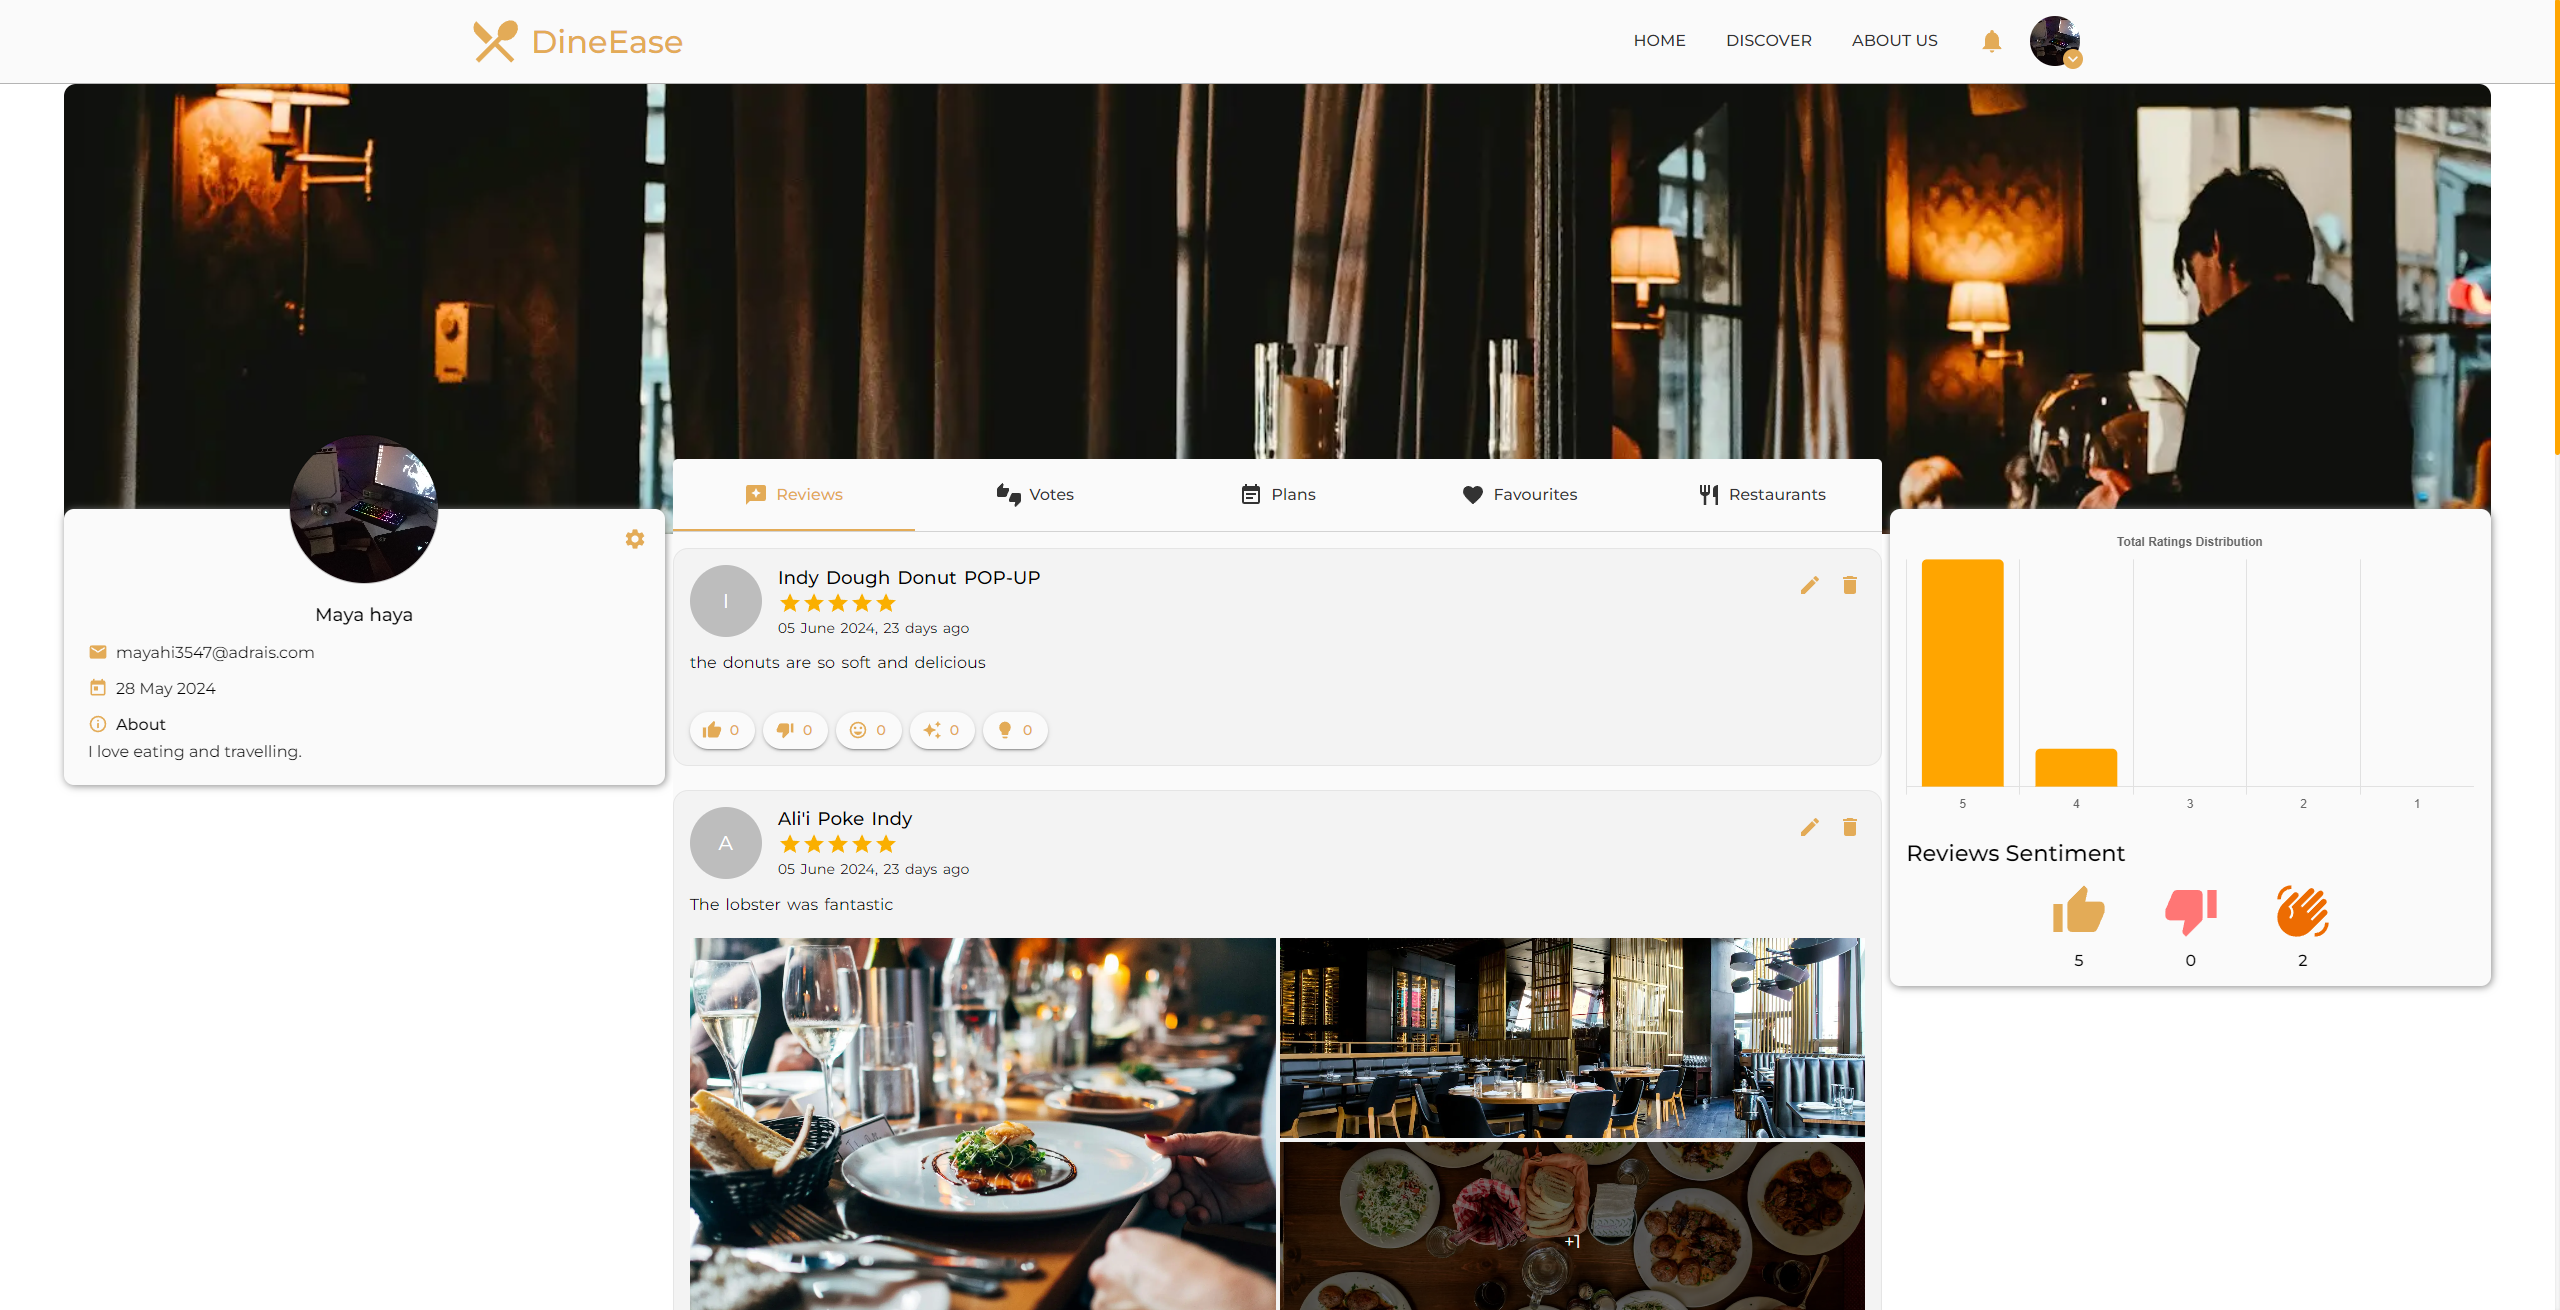 DineEase
HOME
DISCOVER
ABOUT US
Reviews
Votes
Plans
Favourites
Restaurants
Maya haya
mayahi3547@adrais.com
28 May 2024
About
I love eating and travelling.
I
Indy Dough Donut POP-UP
05 June 2024, 23 days ago
the donuts are so soft and delicious
0
0
0
0
0
A
Ali'i Poke Indy
05 June 2024, 23 days ago
The lobster was fantastic
+1
Total Ratings Distribution
5
4
3
2
1
Reviews Sentiment
5
0
2